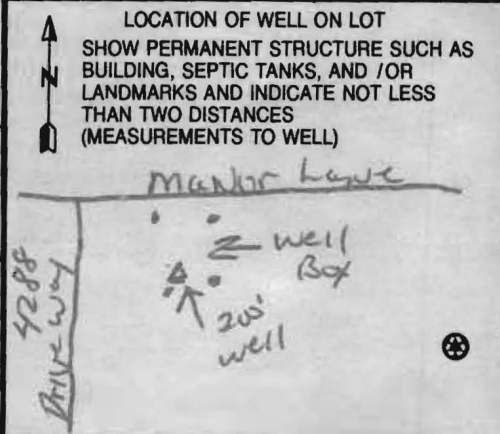 LOCATION OF WELL ON LOT
SHOW PERMANENT STRUCTURE SUCH AS
BUILDING, SEPTIC TANKS, AND / OR
LANDMARKS AND INDICATE NOT LESS
THAN TWO DISTANCES
(MEASUREMENTS TO WELL)
N
Manor Lane
well
Box
200'
well
4288
Driveway